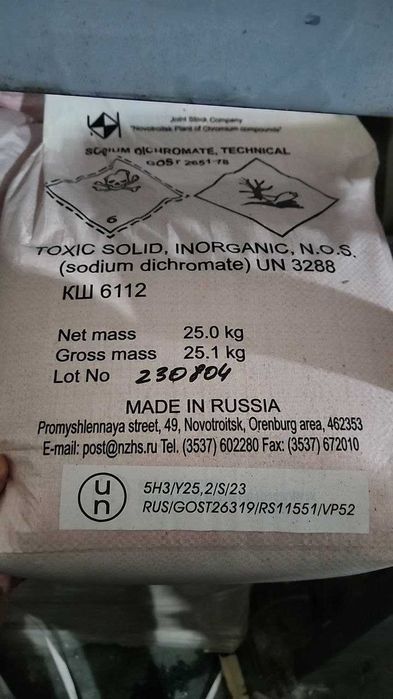 Joint Stock Company
"Novotroitsk Plant of Chromium compounds"
SODIUM DICHROMATE, TECHNICAL
GOST 2651-78
6
TOXIC SOLID, INORGANIC, N.O.S.
(sodium dichromate) UN 3288
КШ 6112
Net mass 25.0 kg
Gross mass 25.1 kg
Lot No 230804
MADE IN RUSSIA
Promyshlennaya street, 49, Novotroitsk, Orenburg area, 462353
E-mail: post@nzhs.ru Tel. (3537) 602280 Fax: (3537) 672010
un
5H3/Y25,2/S/23
RUS/GOST26319/RS11551/VP52